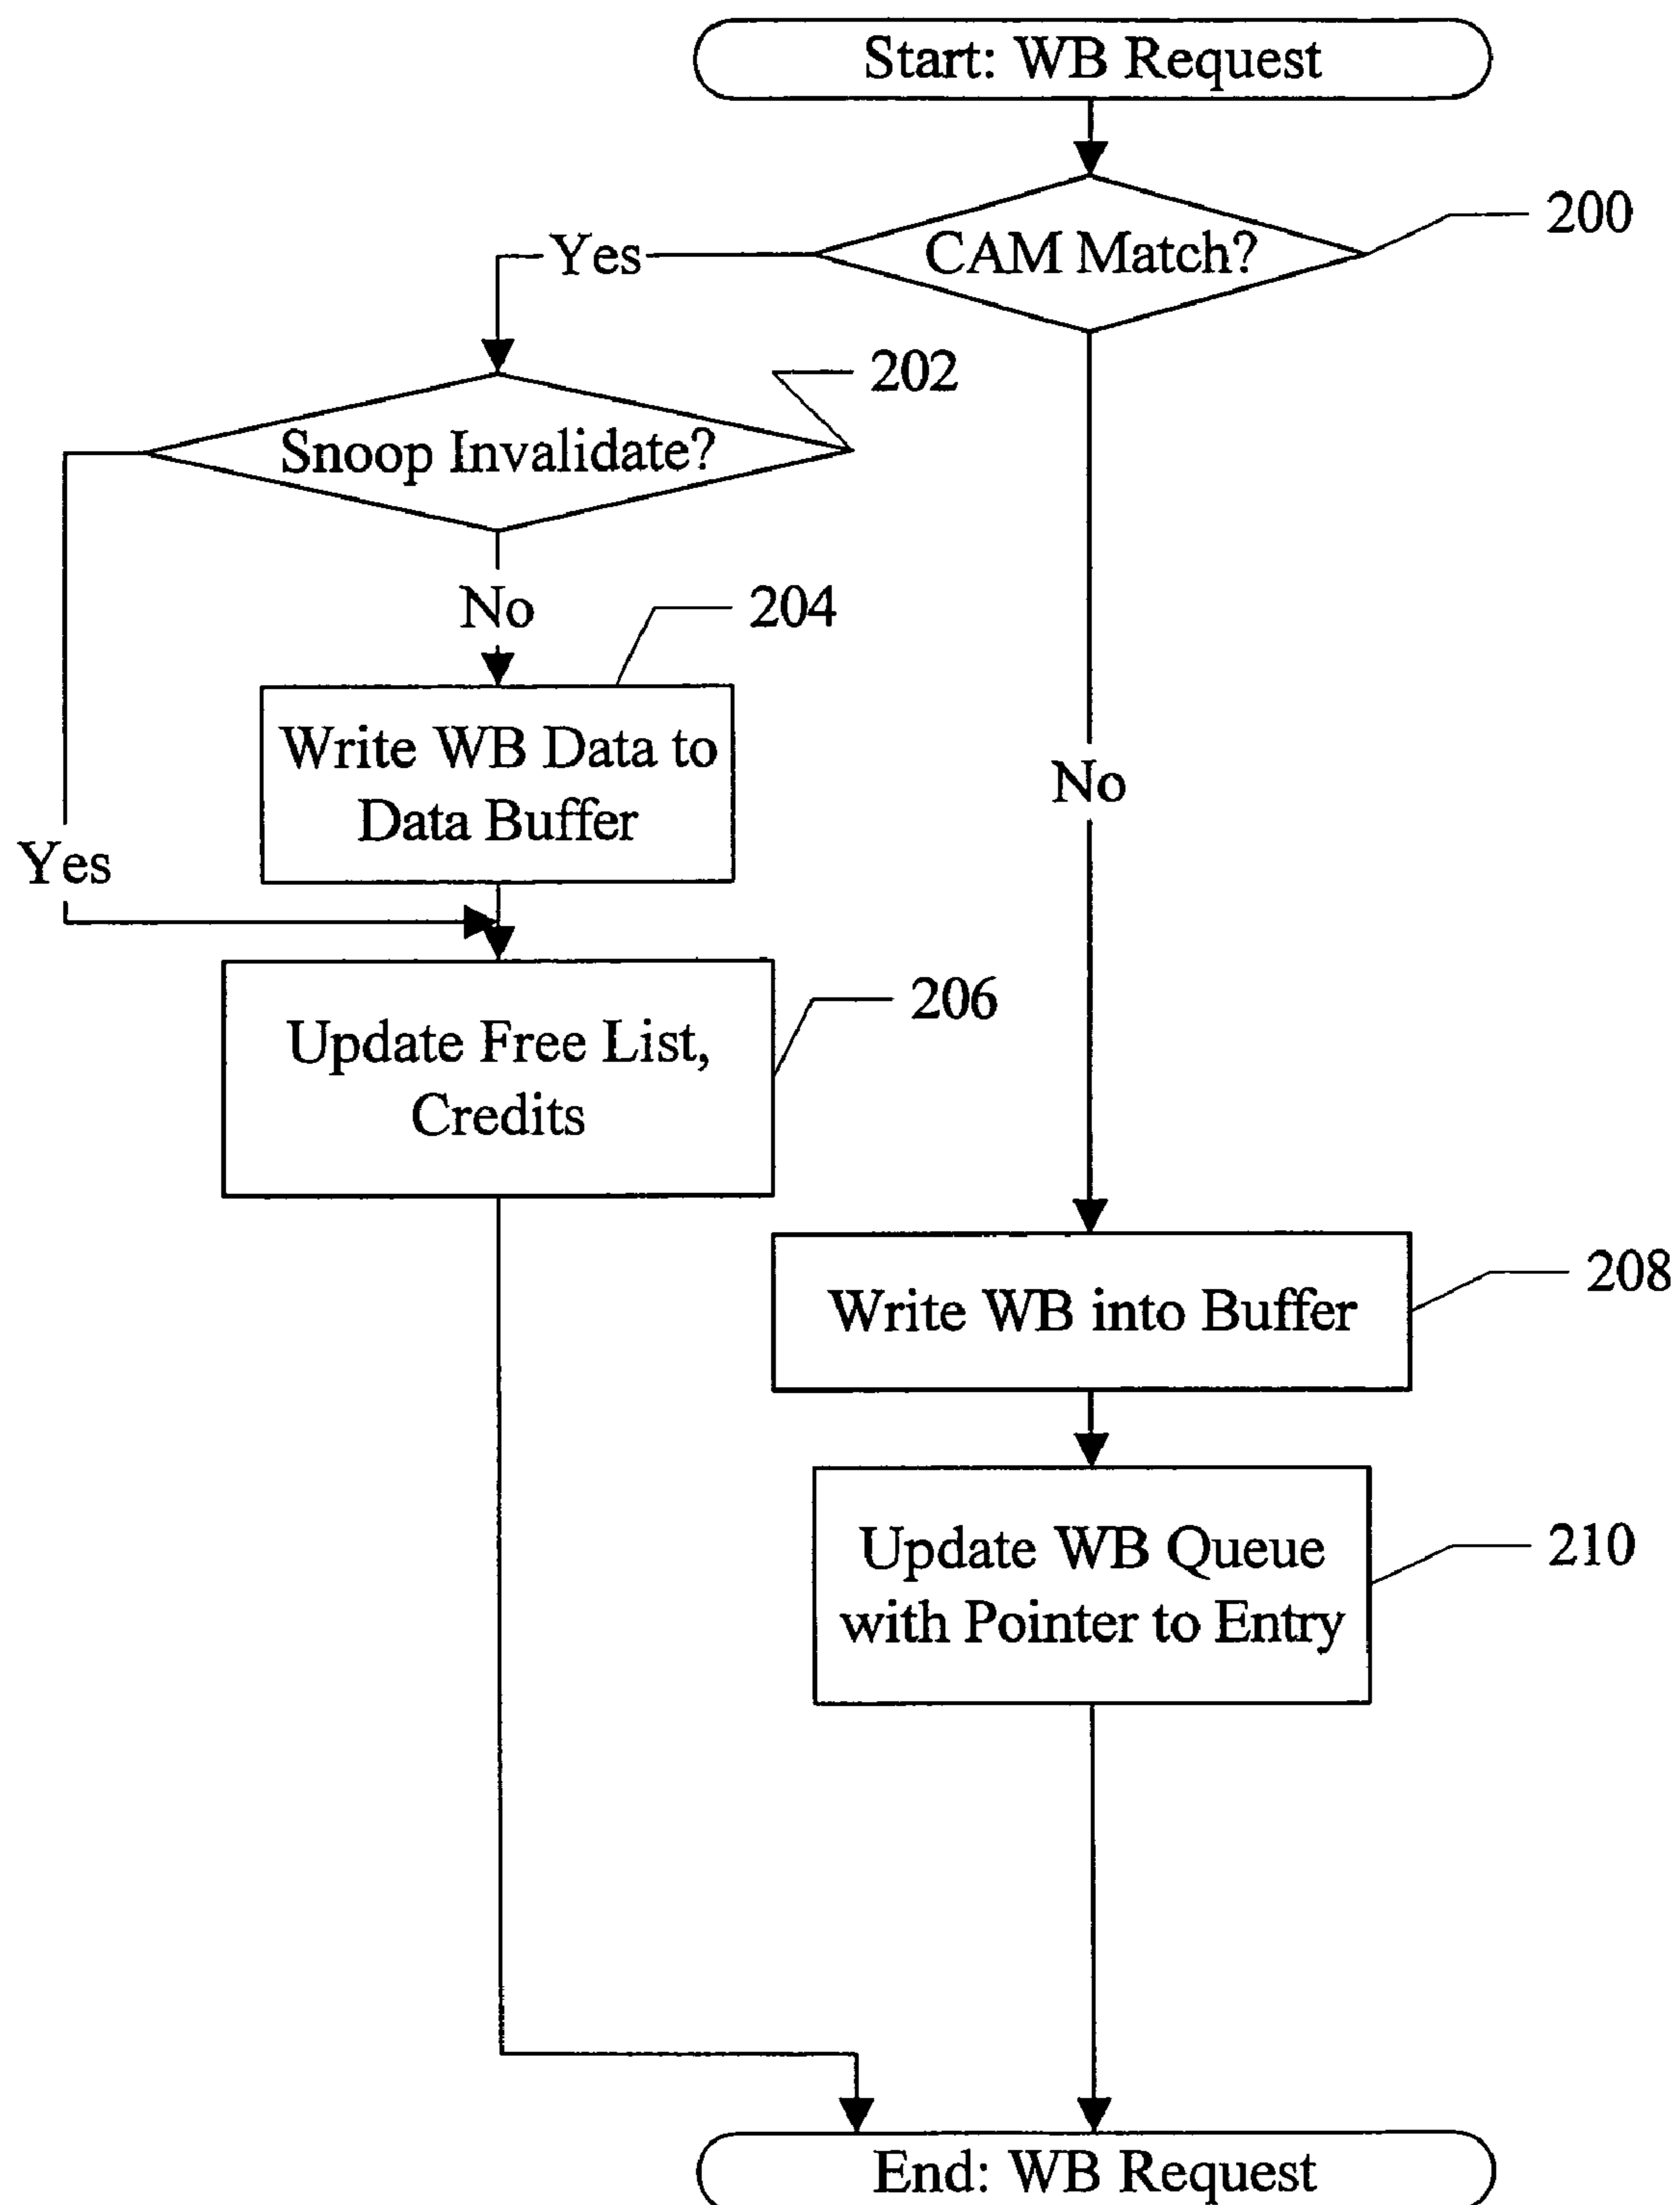 Start: WB Request
200
CAM Match?
Yes
202
Snoop Invalidate?
No
204
Write WB Data to
Data Buffer
No
Yes
206
Update Free List,
Credits
208
Write WB into Buffer
210
Update WB Queue
with Pointer to Entry
End: WB Request